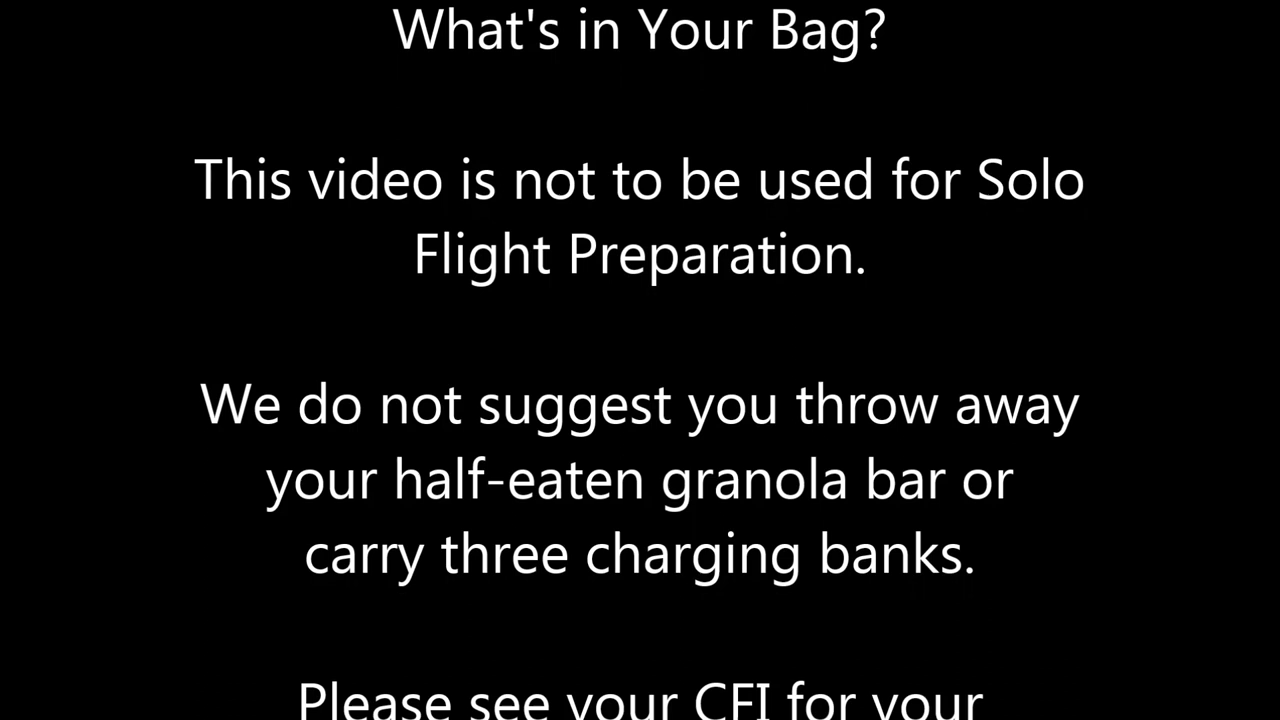 What's in Your Bag?
This video is not to be used for Solo
Flight Preparation.
We do not suggest you throw away
your half-eaten granola bar or
carry three charging banks.
Please see your CFI for your